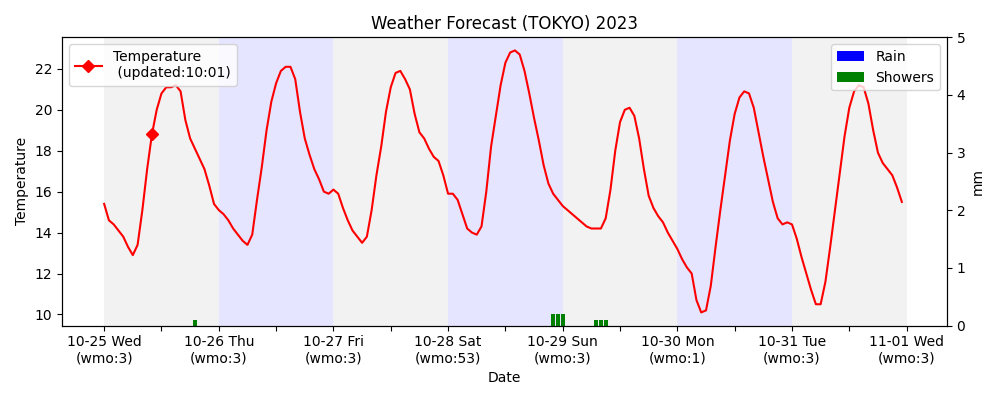 Weather Forecast (TOKYO) 2023
Temperature
(updated:10:01)
Rain
Showers
22
20
18
16
14
12
10
Temperature
5
4
3
2
1
0
mm
10-25 Wed
(wmo:3)
10-26 Thu
(wmo:3)
10-27 Fri
(wmo:3)
10-28 Sat
(wmo:53)
10-29 Sun
(wmo:3)
10-30 Mon
(wmo:1)
10-31 Tue
(wmo:3)
11-01 Wed
(wmo:3)
Date